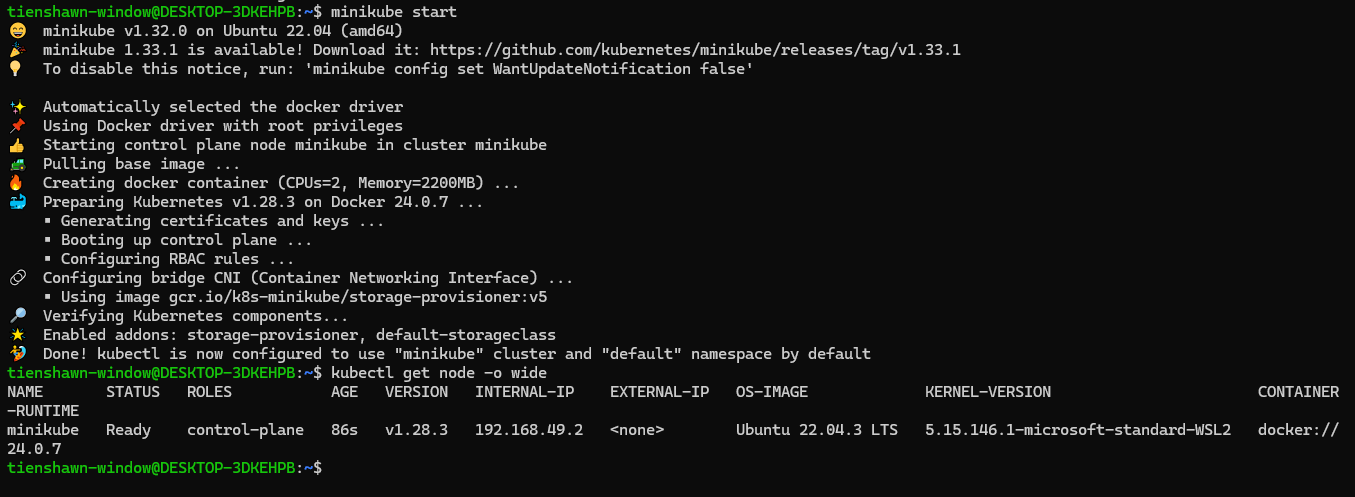 tienshawn-window@DESKTOP-3DKEHPB:~$ minikube start
😄  minikube v1.32.0 on Ubuntu 22.04 (amd64)
🎉  minikube 1.33.1 is available! Download it: https://github.com/kubernetes/minikube/releases/tag/v1.33.1
💡  To disable this notice, run: 'minikube config set WantUpdateNotification false'
✨  Automatically selected the docker driver
📌  Using Docker driver with root privileges
👍  Starting control plane node minikube in cluster minikube
🚜  Pulling base image ...
🔥  Creating docker container (CPUs=2, Memory=2200MB) ...
🐳  Preparing Kubernetes v1.28.3 on Docker 24.0.7 ...
▪ Generating certificates and keys ...
▪ Booting up control plane ...
▪ Configuring RBAC rules ...
🔗  Configuring bridge CNI (Container Networking Interface) ...
▪ Using image gcr.io/k8s-minikube/storage-provisioner:v5
🔎  Verifying Kubernetes components...
🌟  Enabled addons: storage-provisioner, default-storageclass
🏄  Done! kubectl is now configured to use "minikube" cluster and "default" namespace by default
tienshawn-window@DESKTOP-3DKEHPB:~$ kubectl get node -o wide
NAME       STATUS   ROLES           AGE   VERSION   INTERNAL-IP    EXTERNAL-IP   OS-IMAGE             KERNEL-VERSION                       CONTAINER
-RUNTIME
minikube   Ready    control-plane   86s   v1.28.3   192.168.49.2   <none>        Ubuntu 22.04.3 LTS   5.15.146.1-microsoft-standard-WSL2   docker://
24.0.7
tienshawn-window@DESKTOP-3DKEHPB:~$